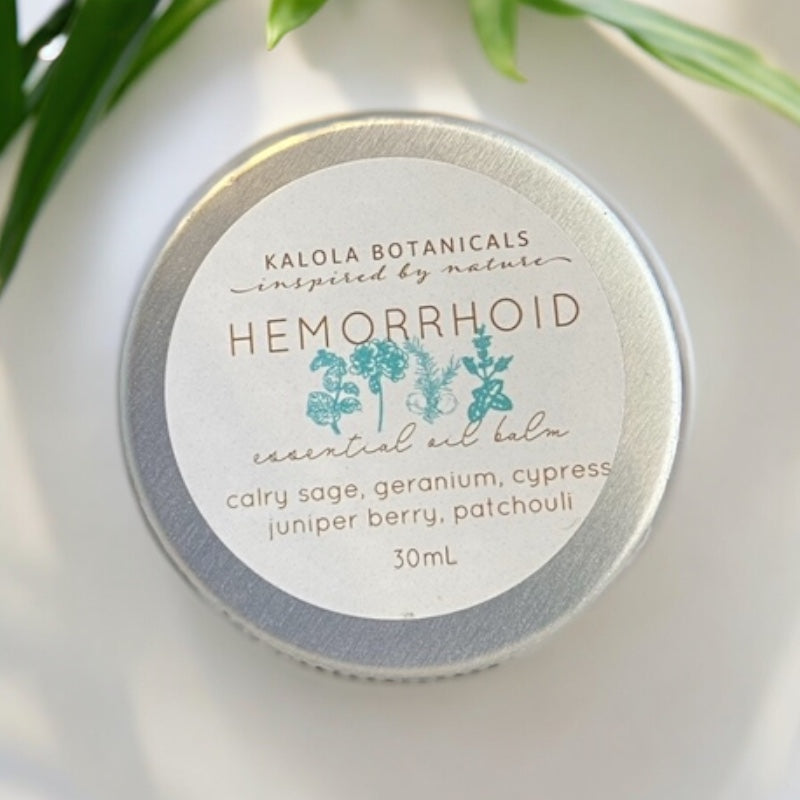 KALOLA BOTANICALS
inspired by nature
HEMORRHOID
essential oil balm
calry sage, geranium, cypress
juniper berry, patchouli
30mL